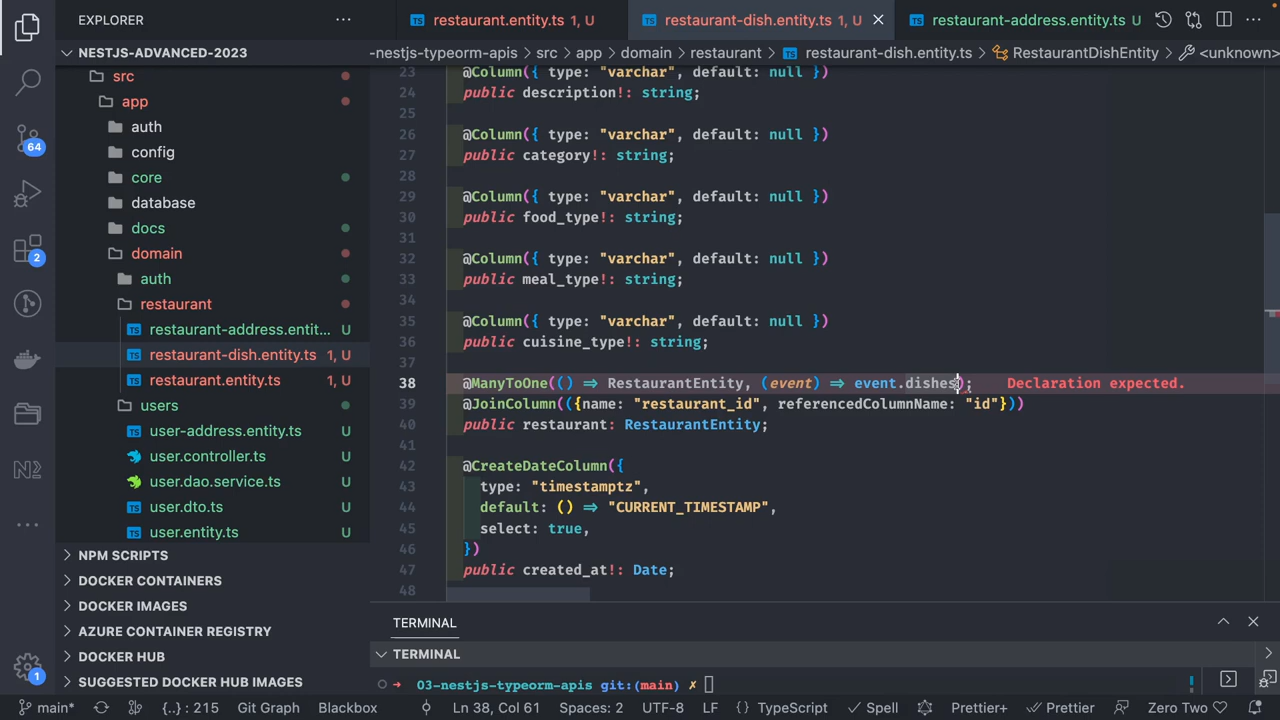 EXPLORER
restaurant.entity.ts 1, U
restaurant-dish.entity.ts 1, U
restaurant-address.entity.ts U
NESTJS-ADVANCED-2023
-nestjs-typeorm-apis > src > app > domain > restaurant > restaurant-dish.entity.ts > RestaurantDishEntity > <unknown>
src
app
auth
config
core
database
docs
domain
auth
restaurant
restaurant-address.entit... U
restaurant-dish.entity.ts 1, U
restaurant.entity.ts 1, U
users
user-address.entity.ts U
user.controller.ts U
user.dao.service.ts U
user.dto.ts U
user.entity.ts U
NPM SCRIPTS
DOCKER CONTAINERS
DOCKER IMAGES
AZURE CONTAINER REGISTRY
DOCKER HUB
SUGGESTED DOCKER HUB IMAGES
64
2
1
23 @Column({ type: "varchar", default: null })
24 public description!: string;
25
26 @Column({ type: "varchar", default: null })
27 public category!: string;
28
29 @Column({ type: "varchar", default: null })
30 public food_type!: string;
31
32 @Column({ type: "varchar", default: null })
33 public meal_type!: string;
34
35 @Column({ type: "varchar", default: null })
36 public cuisine_type!: string;
37
38 @ManyToOne(() => RestaurantEntity, (event) => event.dishes); Declaration expected.
39 @JoinColumn(({name: "restaurant_id", referencedColumnName: "id"}))
40 public restaurant: RestaurantEntity;
41
42 @CreateDateColumn({
43 type: "timestamptz",
44 default: () => "CURRENT_TIMESTAMP",
45 select: true,
46 })
47 public created_at!: Date;
48
TERMINAL
TERMINAL
03-nestjs-typeorm-apis git:(main) ✗
main* {..} : 215 Git Graph Blackbox Ln 38, Col 61 Spaces: 2 UTF-8 LF {} TypeScript Spell Prettier+ Prettier Zero Two